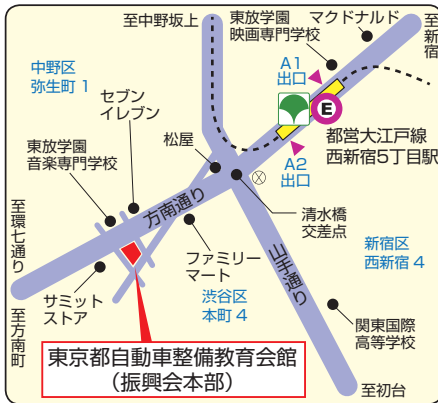 至中野坂上
東放学園
映画専門学校
マクドナルド
至新宿
中野区
弥生町1
A1
出口
セブン
イレブン
E
都営大江戸線
西新宿5丁目駅
東放学園
音楽専門学校
松屋
A2
出口
方南通り
清水橋
交差点
至環七通り
山手通り
新宿区
西新宿4
ファミリー
マート
サミット
ストア
渋谷区
本町4
至方南町
関東国際
高等学校
東京都自動車整備教育会館
（振興会本部）
至初台